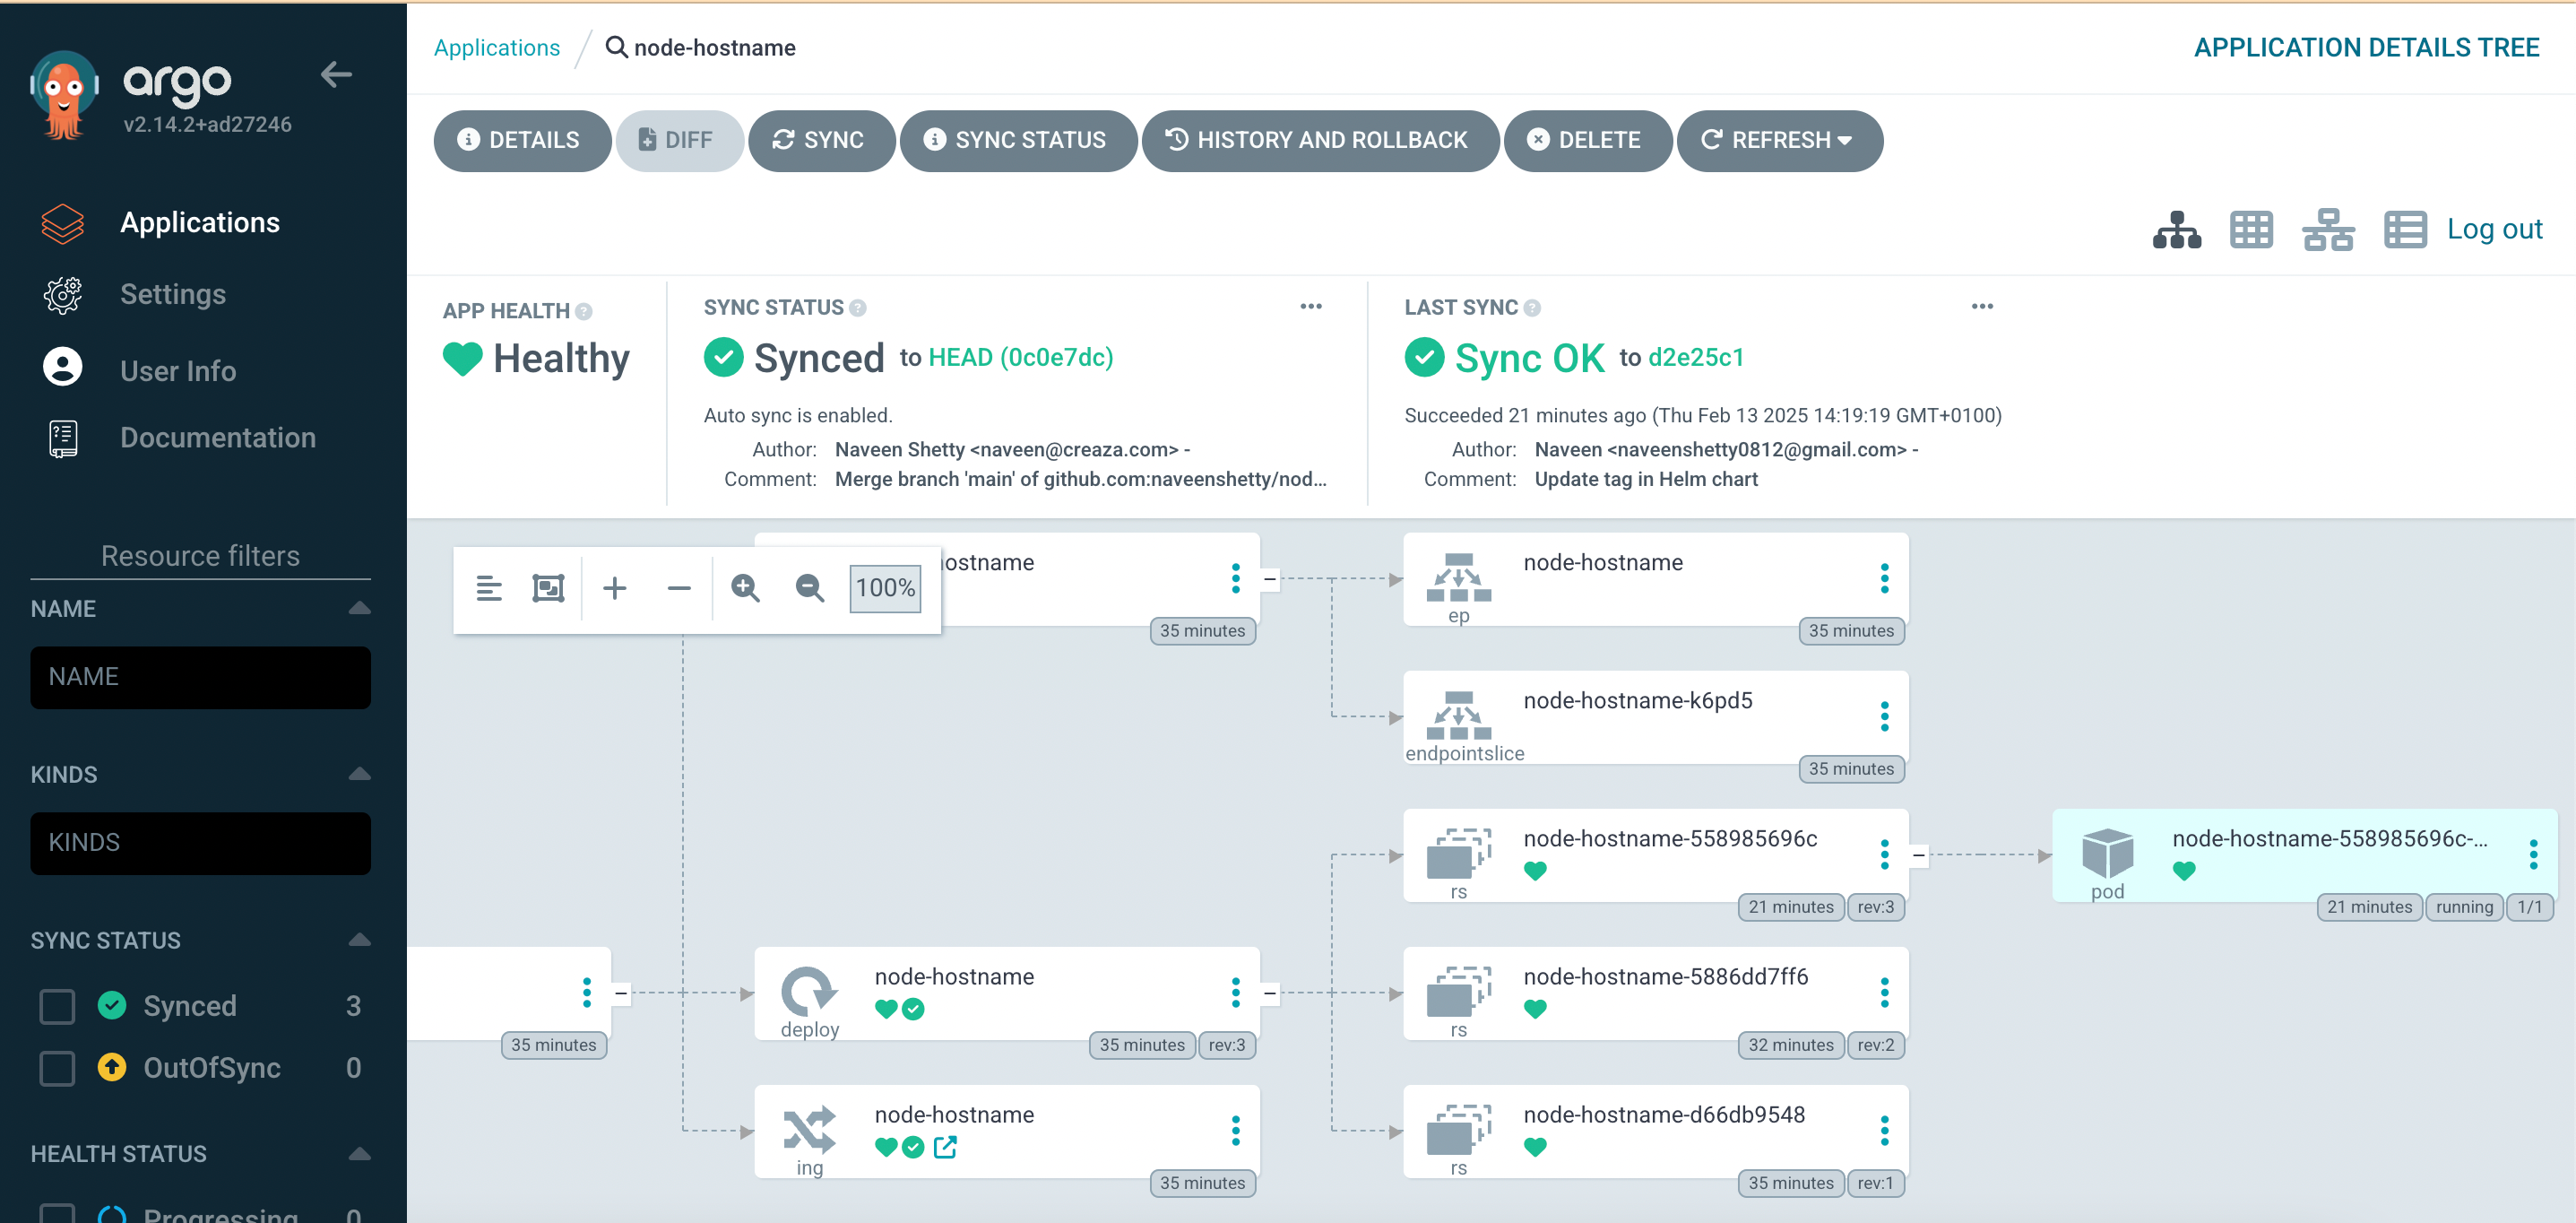 argo
v2.14.2+ad27246
Applications
Settings
User Info
Documentation
Resource filters
NAME
NAME
KINDS
KINDS
SYNC STATUS
Synced 3
OutOfSync 0
HEALTH STATUS
Progressing 0
Applications / node-hostname
APPLICATION DETAILS TREE
DETAILS DIFF SYNC SYNC STATUS HISTORY AND ROLLBACK DELETE REFRESH
Log out
APP HEALTH ?
Healthy
SYNC STATUS ?
Synced to HEAD (0c0e7dc)
Auto sync is enabled.
Author: Naveen Shetty <naveen@creaza.com> -
Comment: Merge branch 'main' of github.com:naveenshetty/nod...
LAST SYNC ?
Sync OK to d2e25c1
Succeeded 21 minutes ago (Thu Feb 13 2025 14:19:19 GMT+0100)
Author: Naveen <naveenshetty0812@gmail.com> -
Comment: Update tag in Helm chart
100%
ostname
35 minutes
node-hostname
ep
35 minutes
node-hostname-k6pd5
endpointslice
35 minutes
node-hostname-558985696c
rs
21 minutes rev:3
node-hostname-558985696c-...
pod
21 minutes running 1/1
35 minutes
node-hostname
deploy
35 minutes rev:3
node-hostname-5886dd7ff6
rs
32 minutes rev:2
node-hostname
ing
35 minutes
node-hostname-d66db9548
rs
35 minutes rev:1